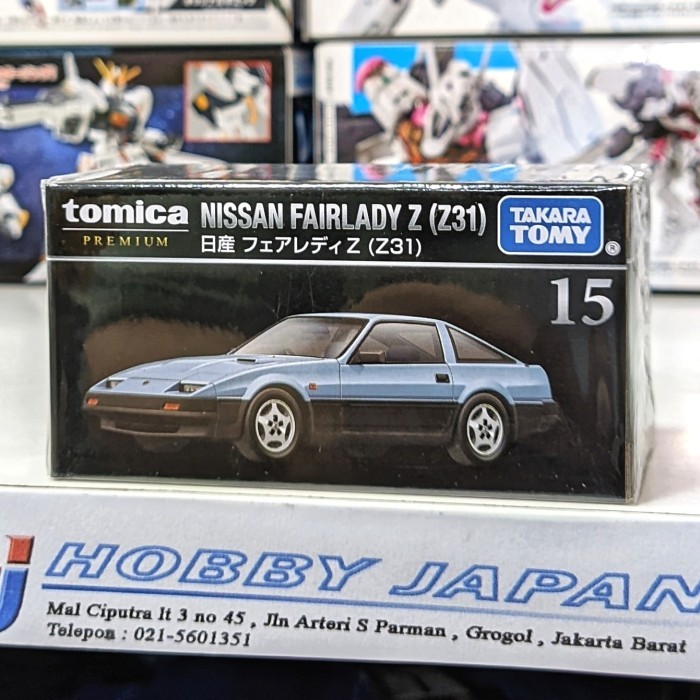 tomica
PREMIUM
NISSAN FAIRLADY Z (Z31)
日産 フェアレディZ (Z31)
TAKARA
TOMY
®
15
HOBBY JAPAN
Mal Ciputra lt 3 no 45 , Jln Arteri S Parman , Grogol , Jakarta Barat
Telepon : 021-5601351